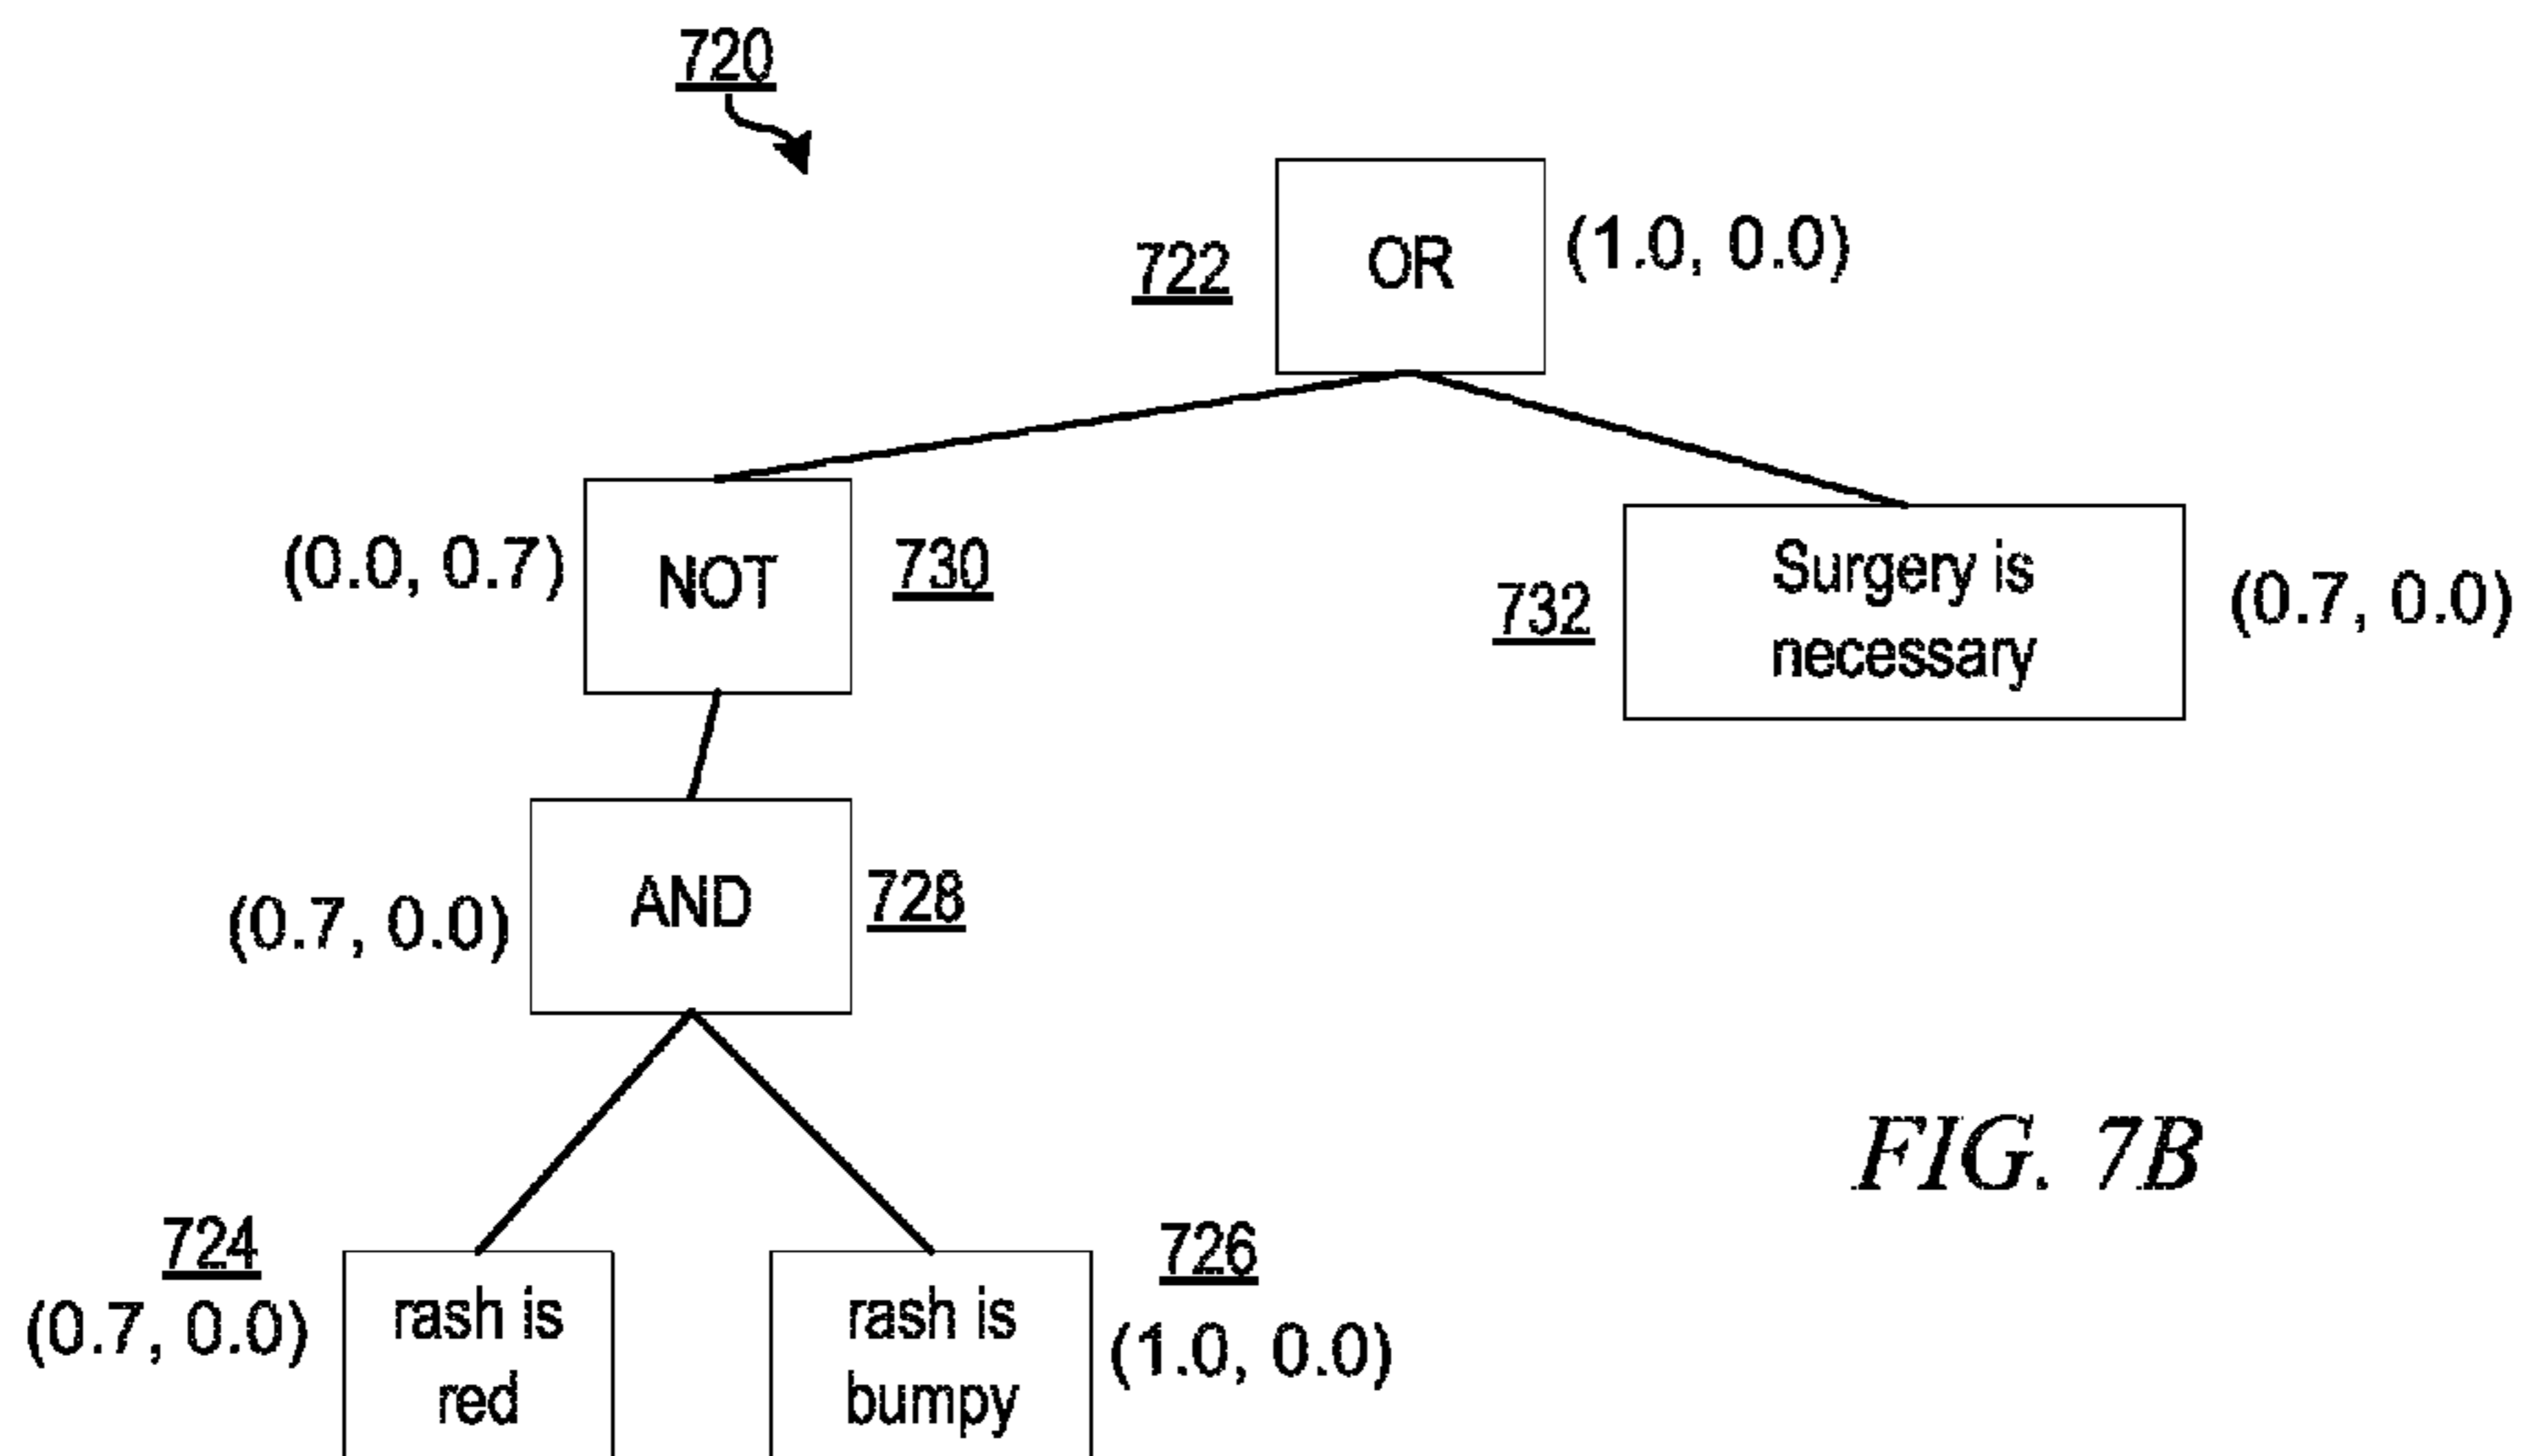 720
722
OR
(1.0, 0.0)
(0.0, 0.7)
NOT
730
732
Surgery is
necessary
(0.7, 0.0)
(0.7, 0.0)
AND
728
724
(0.7, 0.0)
rash is
red
rash is
bumpy
726
(1.0, 0.0)
FIG. 7B